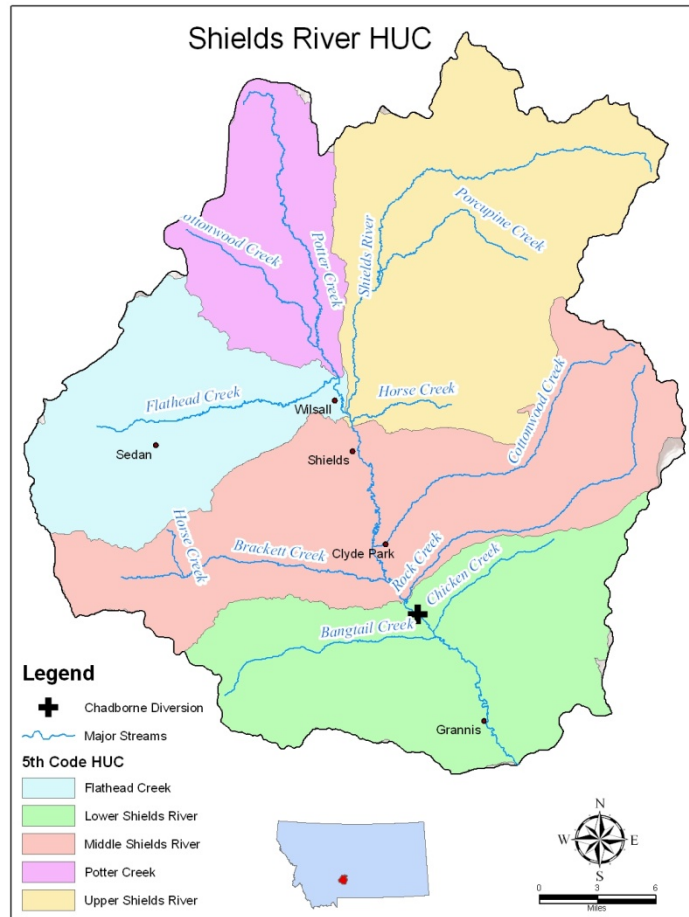 Shields River HUC
Porcupine Creek
Shields River
ottonwood Creek
Potter Creek
Flathead Creek
Wilsall
Horse Creek
Cottonwood Creek
Sedan
Shields
Horse Creek
Brackett Creek
Clyde Park
Rock Creek
Chicken Creek
Bangtail Creek
Grannis
Legend
Chadborne Diversion
Major Streams
5th Code HUC
Flathead Creek
Lower Shields River
Middle Shields River
Potter Creek
Upper Shields River
N
W E
S
0 3 6
Miles